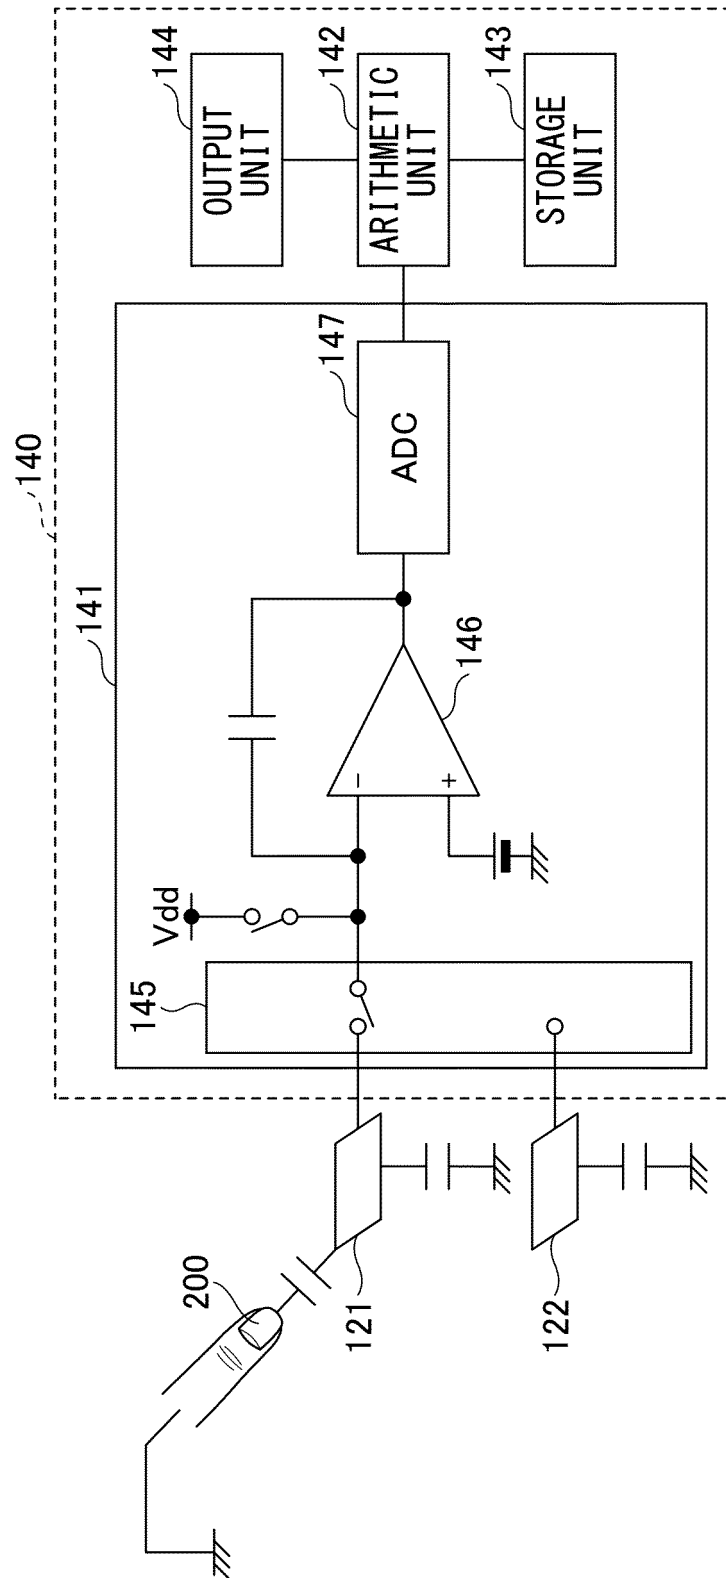 140
141
145
Vdd
-
+
146
147
ADC
144
OUTPUT
UNIT
142
ARITHMETIC
UNIT
143
STORAGE
UNIT
200
121
122